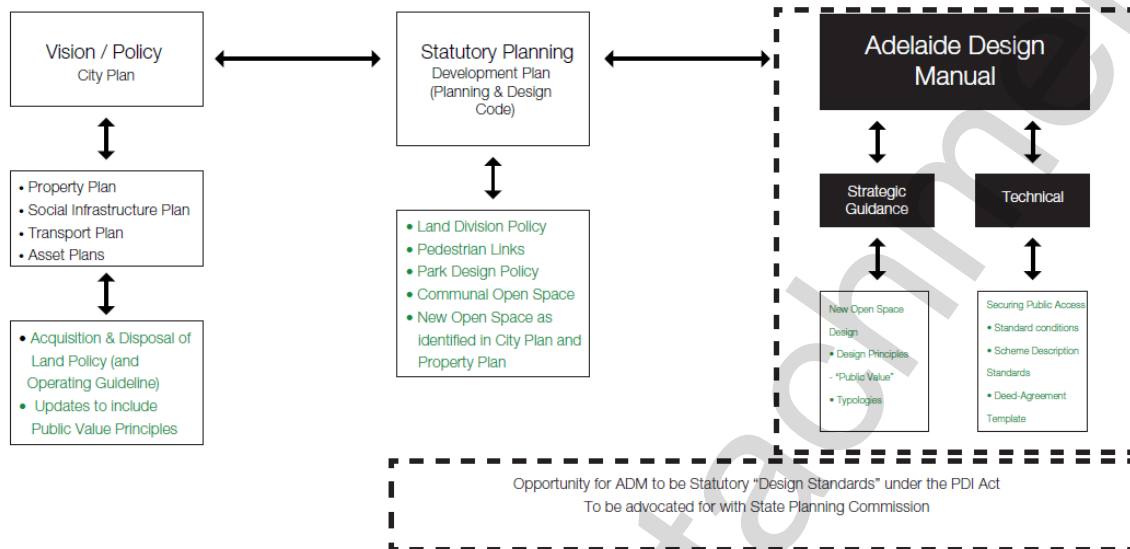 Vision / Policy
City Plan
• Property Plan
• Social Infrastructure Plan
• Transport Plan
• Asset Plans
• Acquisition & Disposal of
Land Policy (and
Operating Guideline)
• Updates to include
Public Value Principles
Statutory Planning
Development Plan
(Planning & Design
Code)
• Land Division Policy
• Pedestrian Links
• Park Design Policy
• Communal Open Space
• New Open Space as
identified in City Plan and
Property Plan
Adelaide Design
Manual
Strategic
Guidance
Technical
New Open Space
Design
• Design Principles
- "Public Value"
• Typologies
Securing Public Access
• Standard conditions
• Scheme Description
Standards
• Deed-Agreement
Template
Opportunity for ADM to be Statutory "Design Standards" under the PDI Act
To be advocated for with State Planning Commission